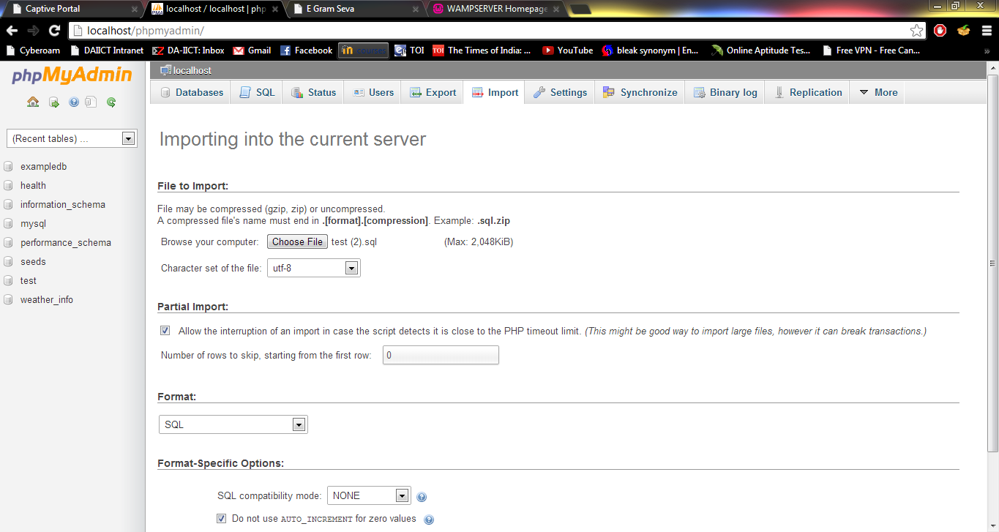 Captive Portal
localhost / localhost | php
E Gram Seva
WAMPSERVER Homepage
localhost/phpmyadmin/
Cyberoam DAIICT Intranet DA-IICT: Inbox Gmail Facebook courses TOI The Times of India: ... YouTube bleak synonym | En... Online Aptitude Tes... Free VPN - Free Can... »
phpMyAdmin
localhost
Databases SQL Status Users Export Import Settings Synchronize Binary log Replication More
(Recent tables) ...
exampledb
health
information_schema
mysql
performance_schema
seeds
test
weather_info
Importing into the current server
File to Import:
File may be compressed (gzip, zip) or uncompressed.
A compressed file's name must end in .[format].[compression]. Example: .sql.zip
Browse your computer: Choose File test (2).sql (Max: 2,048KiB)
Character set of the file: utf-8
Partial Import:
Allow the interruption of an import in case the script detects it is close to the PHP timeout limit. (This might be good way to import large files, however it can break transactions.)
Number of rows to skip, starting from the first row: 0
Format:
SQL
Format-Specific Options:
SQL compatibility mode: NONE
Do not use AUTO_INCREMENT for zero values